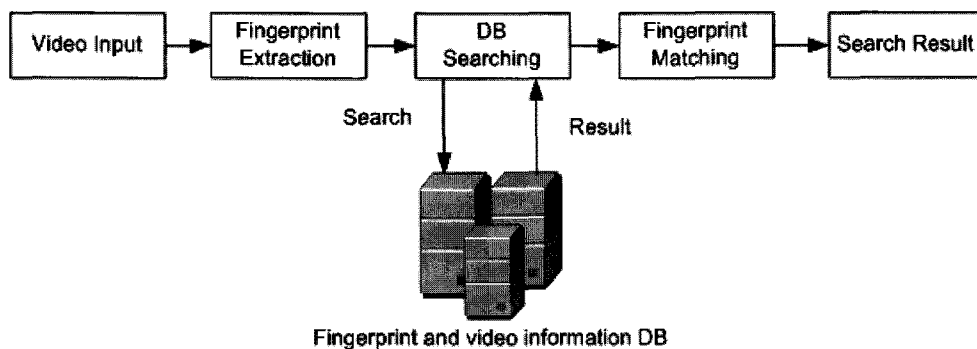 Video Input
Fingerprint
Extraction
DB
Searching
Fingerprint
Matching
Search Result
Search
Result
Fingerprint and video information DB